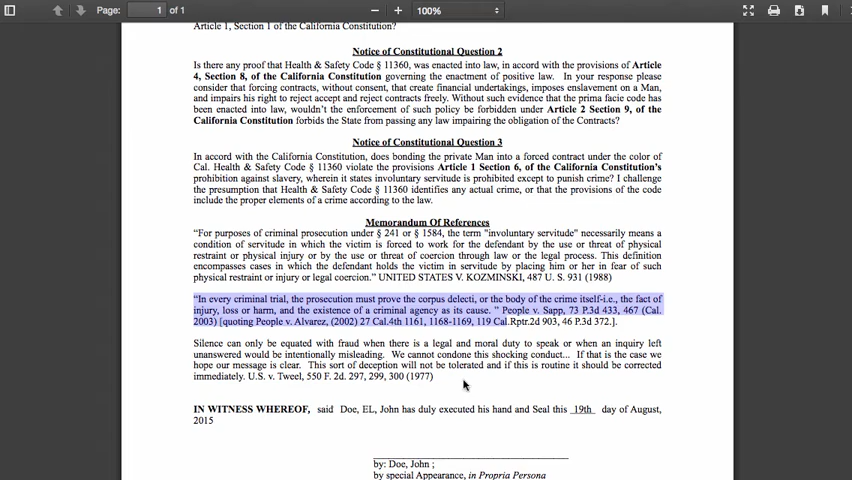 Page: 1 of 1 100%
Article 1, Section 1 of the California Constitution?
Notice of Constitutional Question 2
Is there any proof that Health & Safety Code § 11360, was enacted into law, in accord with the provisions of Article
4, Section 8, of the California Constitution governing the enactment of positive law. In your response please
consider that forcing contracts, without consent, that create financial undertakings, imposes enslavement on a Man,
and impairs his right to reject accept and reject contracts freely. Without such evidence that the prima facie code has
been enacted into law, wouldn't the enforcement of such policy be forbidden under Article 2 Section 9, of the
California Constitution forbids the State from passing any law impairing the obligation of the Contracts?
Notice of Constitutional Question 3
In accord with the California Constitution, does bonding the private Man into a forced contract under the color of
Cal. Health & Safety Code § 11360 violate the provisions Article 1 Section 6, of the California Constitution's
prohibition against slavery, wherein it states involuntary servitude is prohibited except to punish crime? I challenge
the presumption that Health & Safety Code § 11360 identifies any actual crime, or that the provisions of the code
include the proper elements of a crime according to the law.
Memorandum Of References
"For purposes of criminal prosecution under § 241 or § 1584, the term "involuntary servitude" necessarily means a
condition of servitude in which the victim is forced to work for the defendant by the use or threat of physical
restraint or physical injury or by the use or threat of coercion through law or the legal process. This definition
encompasses cases in which the defendant holds the victim in servitude by placing him or her in fear of such
physical restraint or injury or legal coercion." UNITED STATES V. KOZMINSKI, 487 U. S. 931 (1988)
"In every criminal trial, the prosecution must prove the corpus delecti, or the body of the crime itself-i.e., the fact of
injury, loss or harm, and the existence of a criminal agency as its cause. " People v. Sapp, 73 P.3d 433, 467 (Cal.
2003) [quoting People v. Alvarez, (2002) 27 Cal.4th 1161, 1168-1169, 119 Cal.Rptr.2d 903, 46 P.3d 372.].
Silence can only be equated with fraud when there is a legal and moral duty to speak or when an inquiry left
unanswered would be intentionally misleading. We cannot condone this shocking conduct... If that is the case we
hope our message is clear. This sort of deception will not be tolerated and if this is routine it should be corrected
immediately. U.S. v. Tweel, 550 F. 2d. 297, 299, 300 (1977)
IN WITNESS WHEREOF, said Doe, EL, John has duly executed his hand and Seal this _19th_ day of August,
2015
by: Doe, John ;
by special Appearance, in Propria Persona